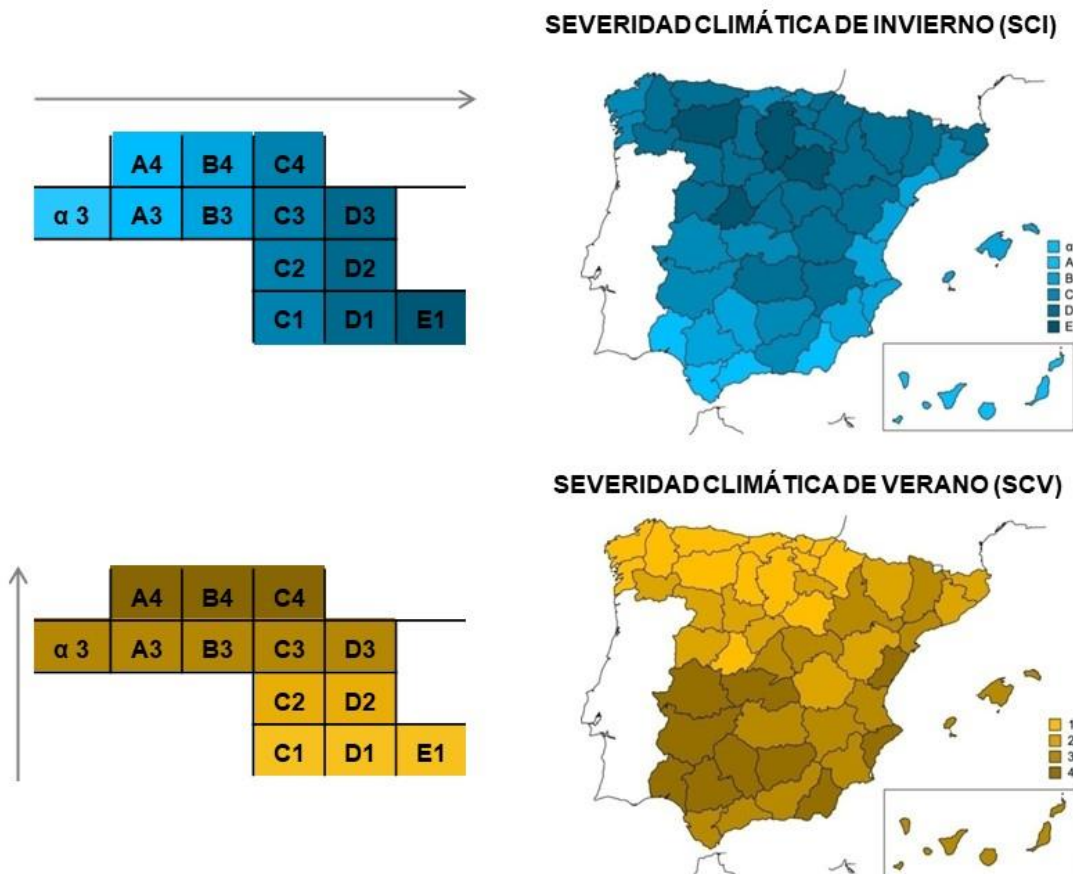 SEVERIDAD CLIMÁTICA DE INVIERNO (SCI)
A4 B4 C4
α 3 A3 B3 C3 D3
C2 D2
C1 D1 E1
α
A
B
C
D
E
SEVERIDAD CLIMÁTICA DE VERANO (SCV)
A4 B4 C4
α 3 A3 B3 C3 D3
C2 D2
C1 D1 E1
1
2
3
4